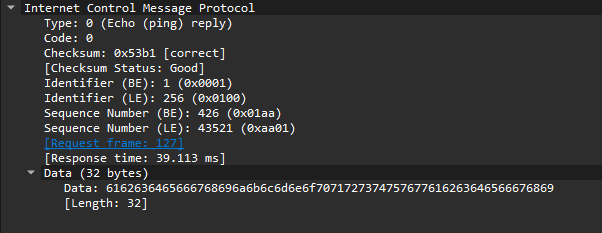 Internet Control Message Protocol
Type: 0 (Echo (ping) reply)
Code: 0
Checksum: 0x53b1 [correct]
[Checksum Status: Good]
Identifier (BE): 1 (0x0001)
Identifier (LE): 256 (0x0100)
Sequence Number (BE): 426 (0x01aa)
Sequence Number (LE): 43521 (0xaa01)
[Request frame: 127]
[Response time: 39.113 ms]
Data (32 bytes)
Data: 6162636465666768696a6b6c6d6e6f7071727374757677616263646566676869
[Length: 32]